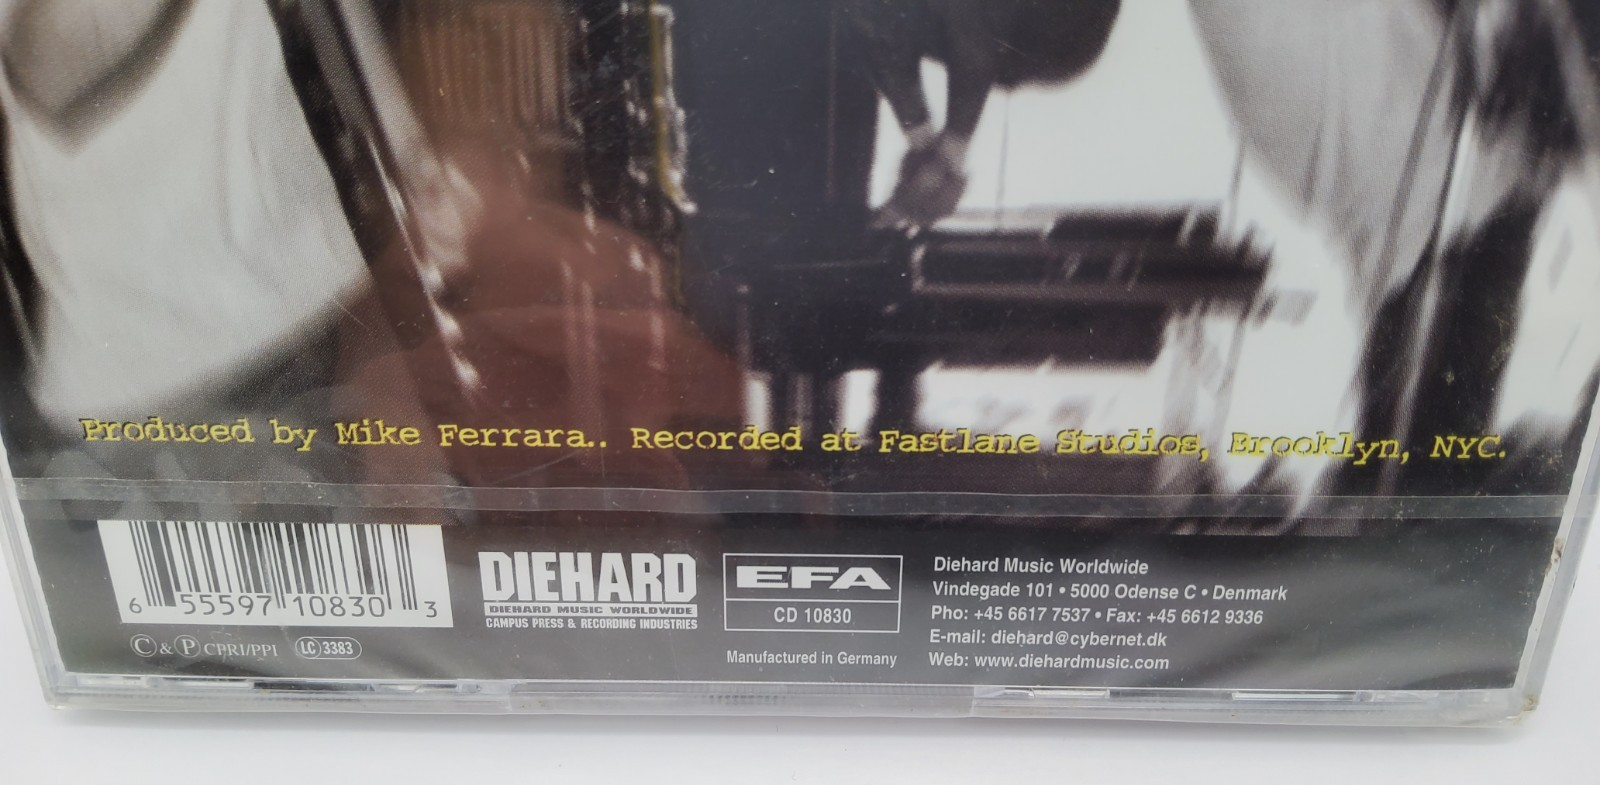 Produced by Mike Ferrara.. Recorded at Fastlane Studios, Brooklyn, NYC.
6 55597 10830 3
© & Ⓟ CPRI/PPI LC 3383
DIEHARD
DIEHARD MUSIC WORLDWIDE
CAMPUS PRESS & RECORDING INDUSTRIES
EFA
CD 10830
Manufactured in Germany
Diehard Music Worldwide
Vindegade 101 • 5000 Odense C • Denmark
Pho: +45 6617 7537 • Fax: +45 6612 9336
E-mail: diehard@cybernet.dk
Web: www.diehardmusic.com